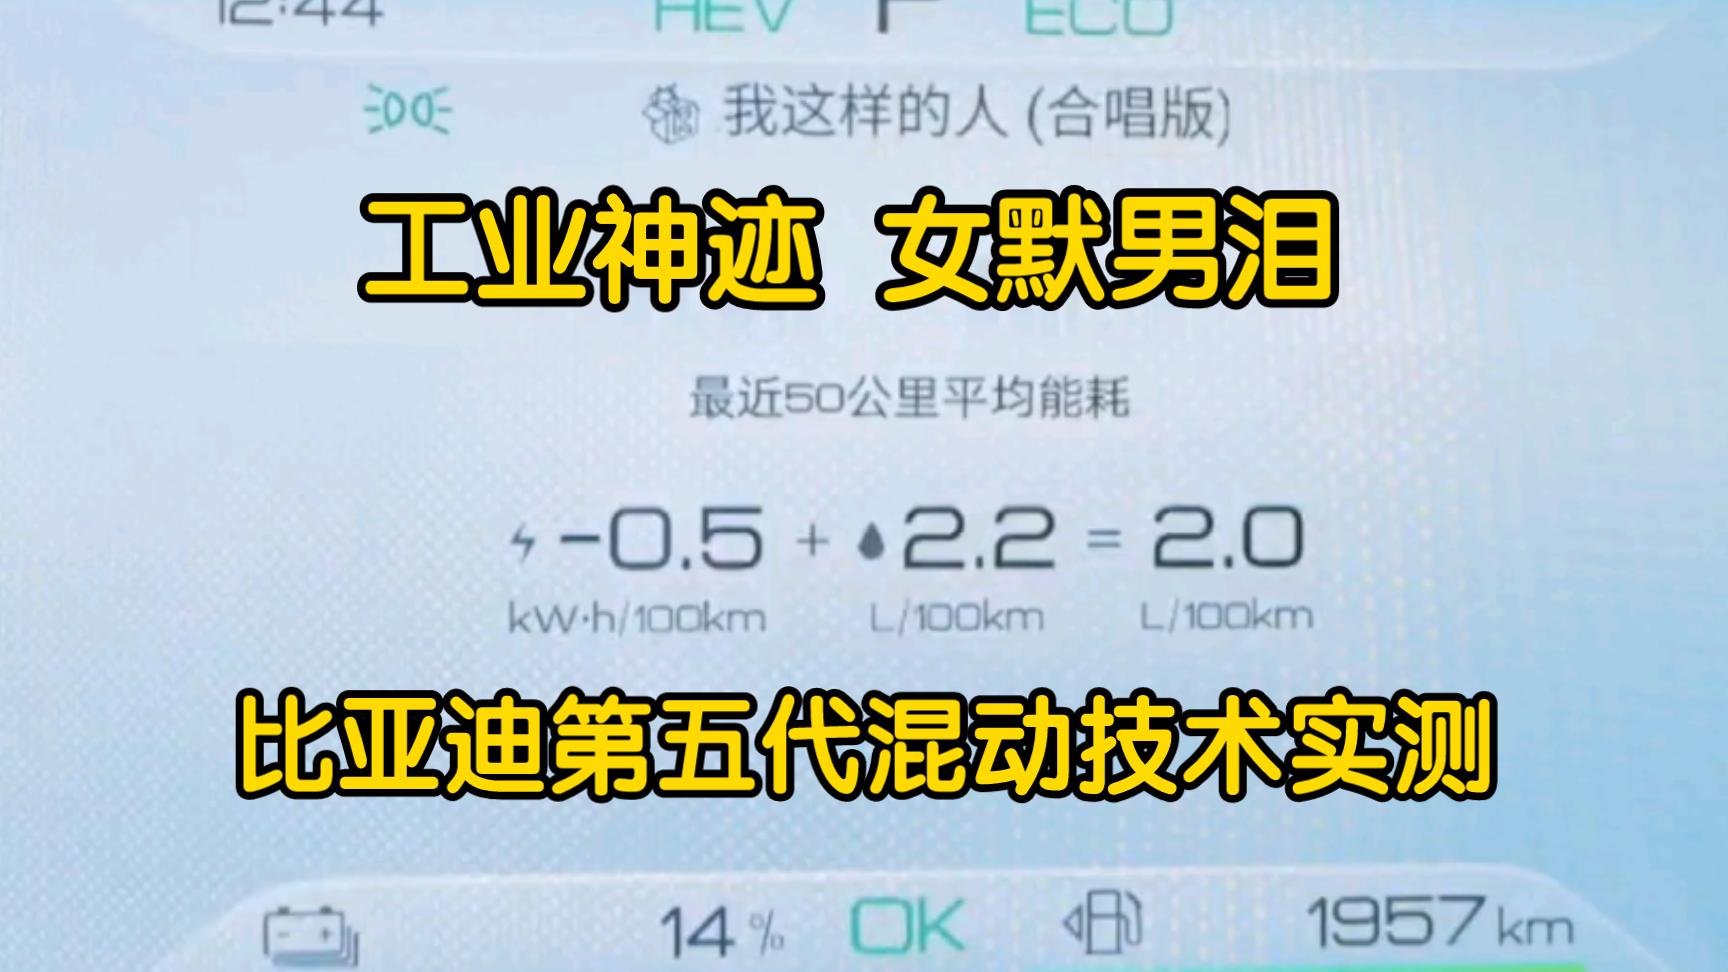 12:44 HEV P ECO
我这样的人 (合唱版)
工业神迹 女默男泪
最近50公里平均能耗
-0.5 + 2.2 = 2.0
kW·h/100km L/100km L/100km
比亚迪第五代混动技术实测
14% OK 1957km